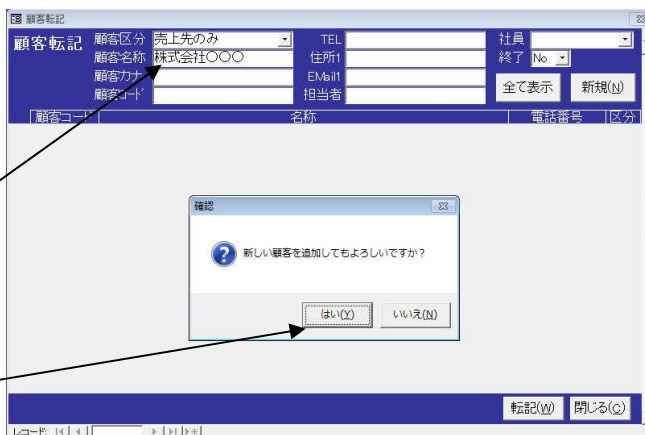 顧客転記
顧客転記 顧客区分 売上先のみ TEL 社員
顧客名称 株式会社〇〇〇 住所1 終了 No
顧客カナ EMail1 全て表示 新規(N)
顧客コード 担当者
顧客コード 名称 電話番号 区分
確認
新しい顧客を追加してもよろしいですか？
はい(Y) いいえ(N)
転記(W) 閉じる(C)
レコード: